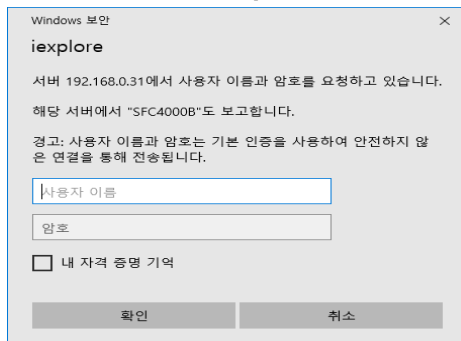 Windows 보안
iexplore
서버 192.168.0.31에서 사용자 이름과 암호를 요청하고 있습니다.
해당 서버에서 "SFC4000B"도 보고합니다.
경고: 사용자 이름과 암호는 기본 인증을 사용하여 안전하지 않
은 연결을 통해 전송됩니다.
사용자 이름
암호
내 자격 증명 기억
확인
취소